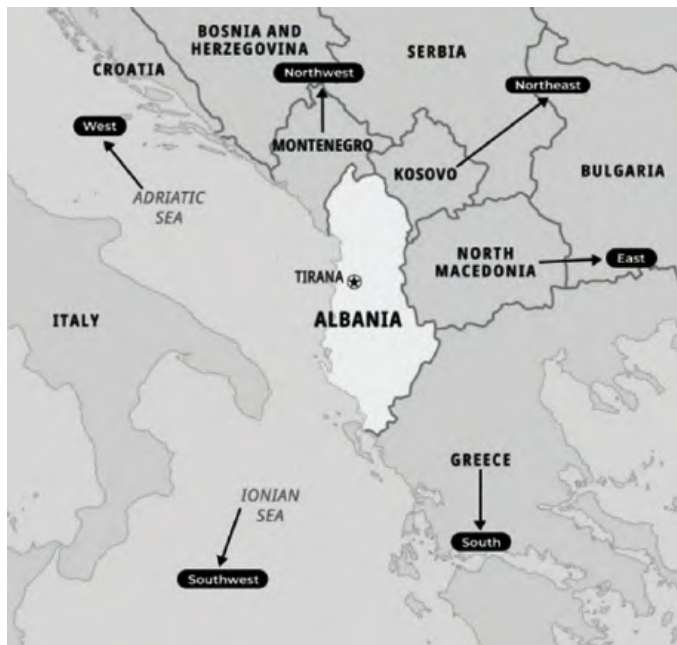 BOSNIA AND
HERZEGOVINA
SERBIA
CROATIA
Northwest
Northeast
West
MONTENEGRO
KOSOVO
BULGARIA
ADRIATIC
SEA
NORTH
MACEDONIA
East
TIRANA
ITALY
ALBANIA
GREECE
IONIAN
SEA
South
Southwest